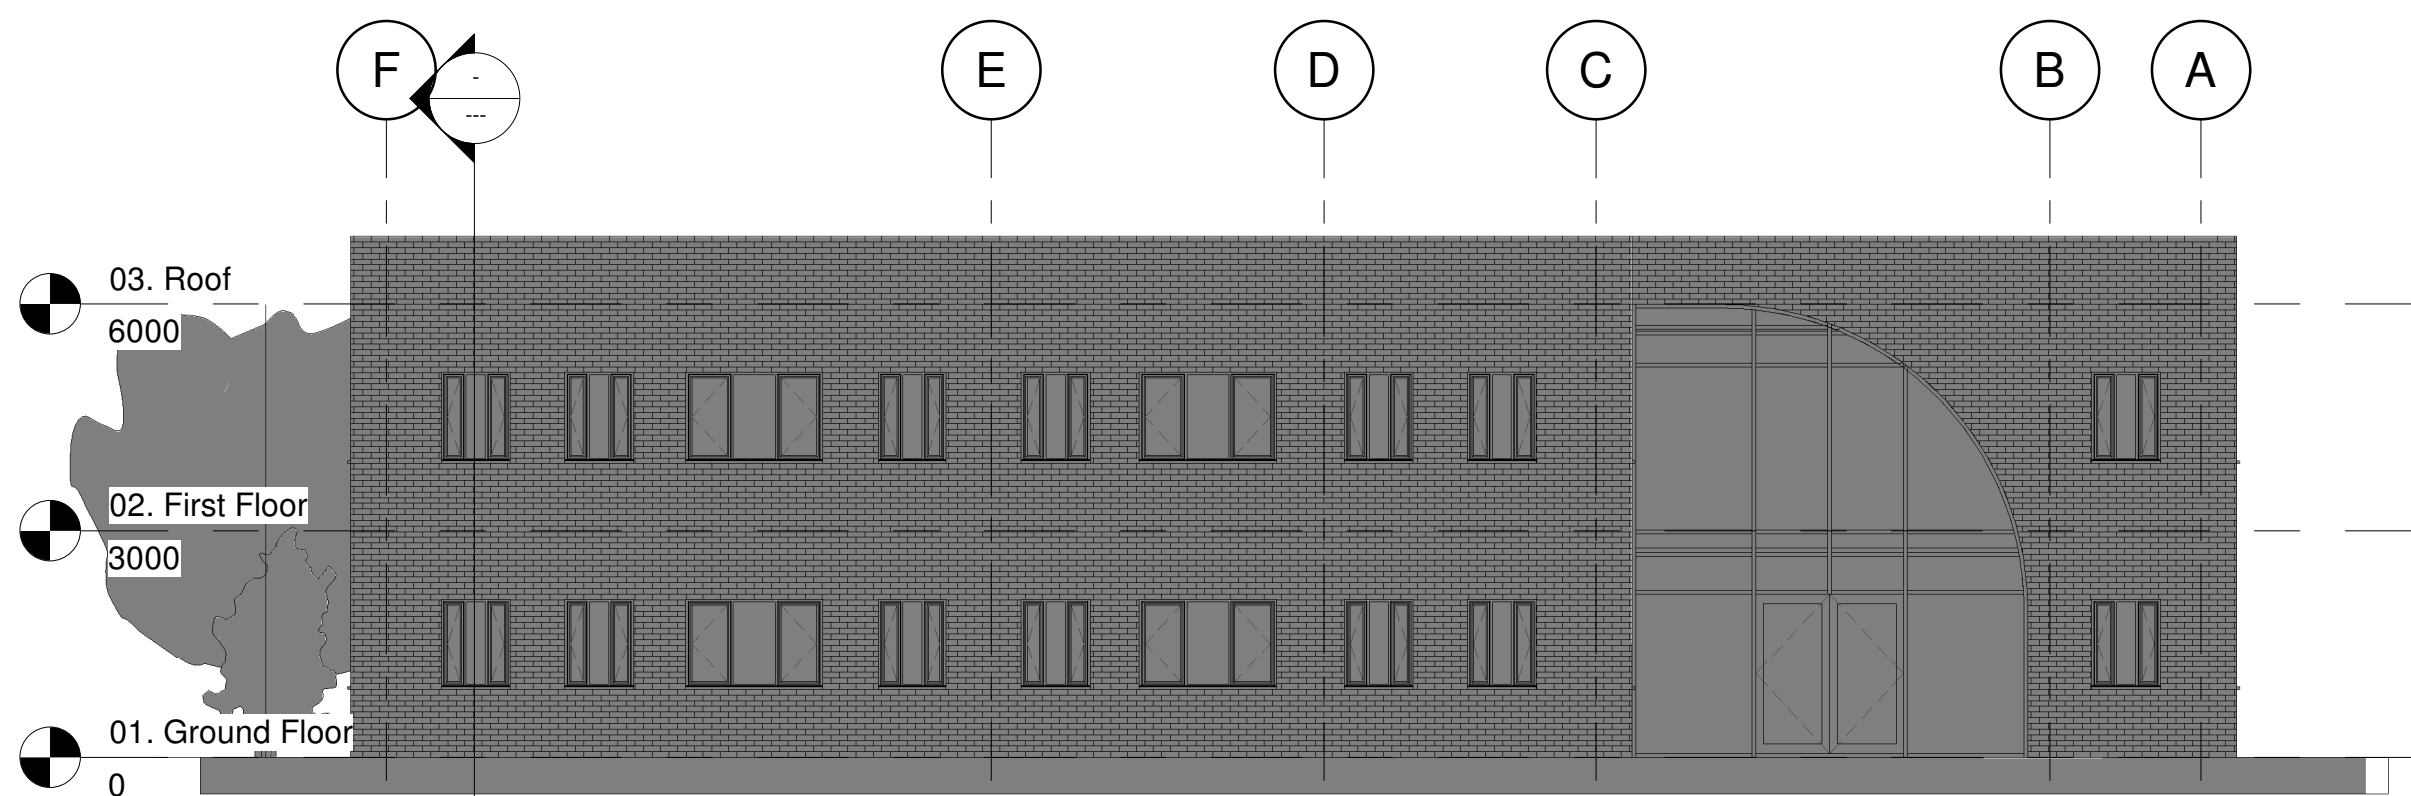 F
E
D
C
B
A
-
---
03. Roof
6000
02. First Floor
3000
01. Ground Floor
0